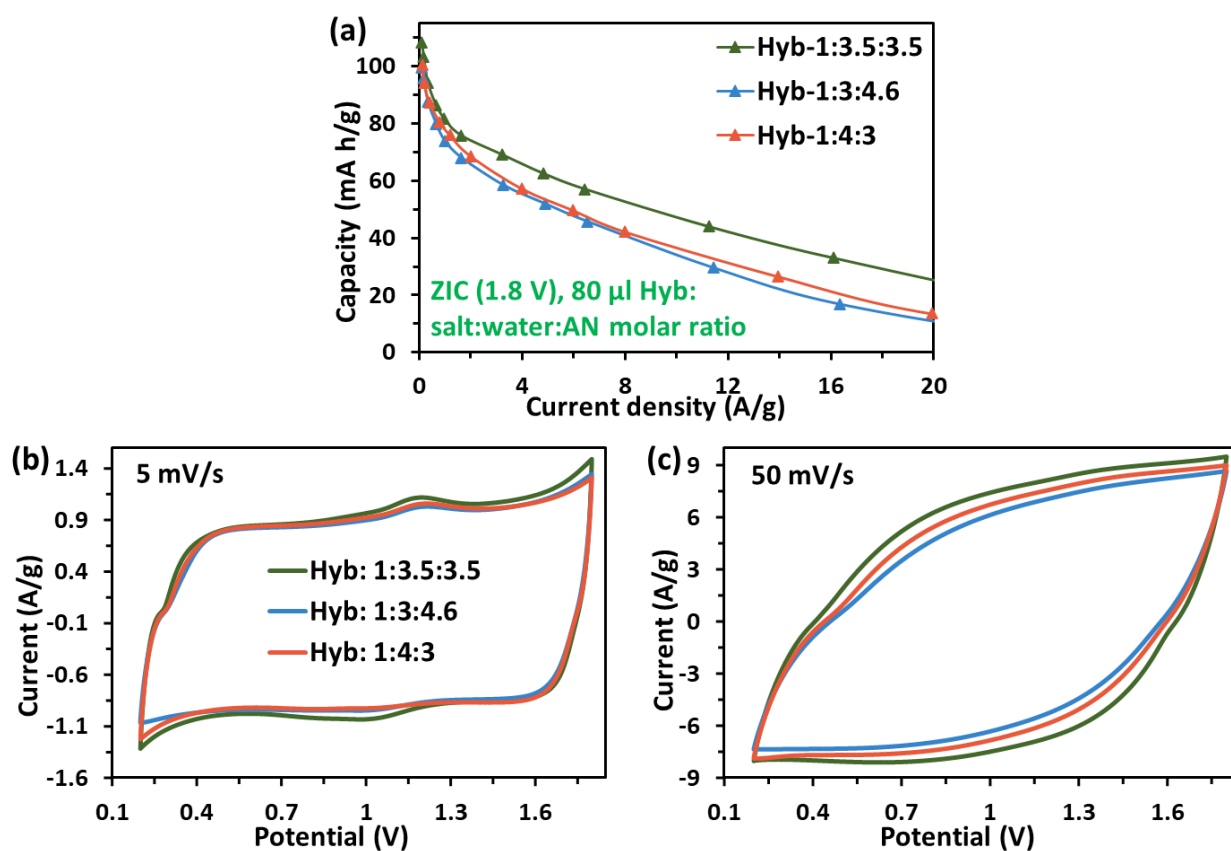 (a)
Hyb-1:3.5:3.5
Hyb-1:3:4.6
Hyb-1:4:3
Capacity (mA h/g)
100
80
60
40
20
0
ZIC (1.8 V), 80 µl Hyb:
salt:water:AN molar ratio
0 4 8 12 16 20
Current density (A/g)
(b)
5 mV/s
Current (A/g)
1.4
0.9
0.4
-0.1
-0.6
-1.1
-1.6
Hyb: 1:3.5:3.5
Hyb: 1:3:4.6
Hyb: 1:4:3
0.1 0.4 0.7 1 1.3 1.6
Potential (V)
(c)
50 mV/s
Current (A/g)
9
6
3
0
-3
-6
-9
0.1 0.4 0.7 1 1.3 1.6
Potential (V)